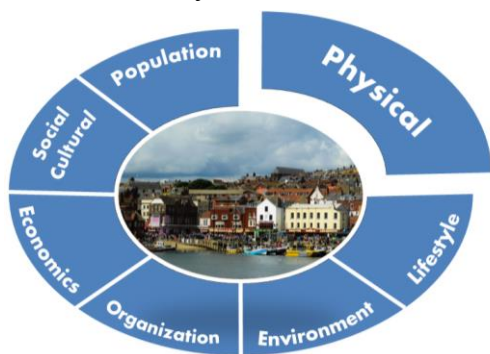 Population
Physical
Social
Cultural
Economics
Organization
Environment
Lifestyle